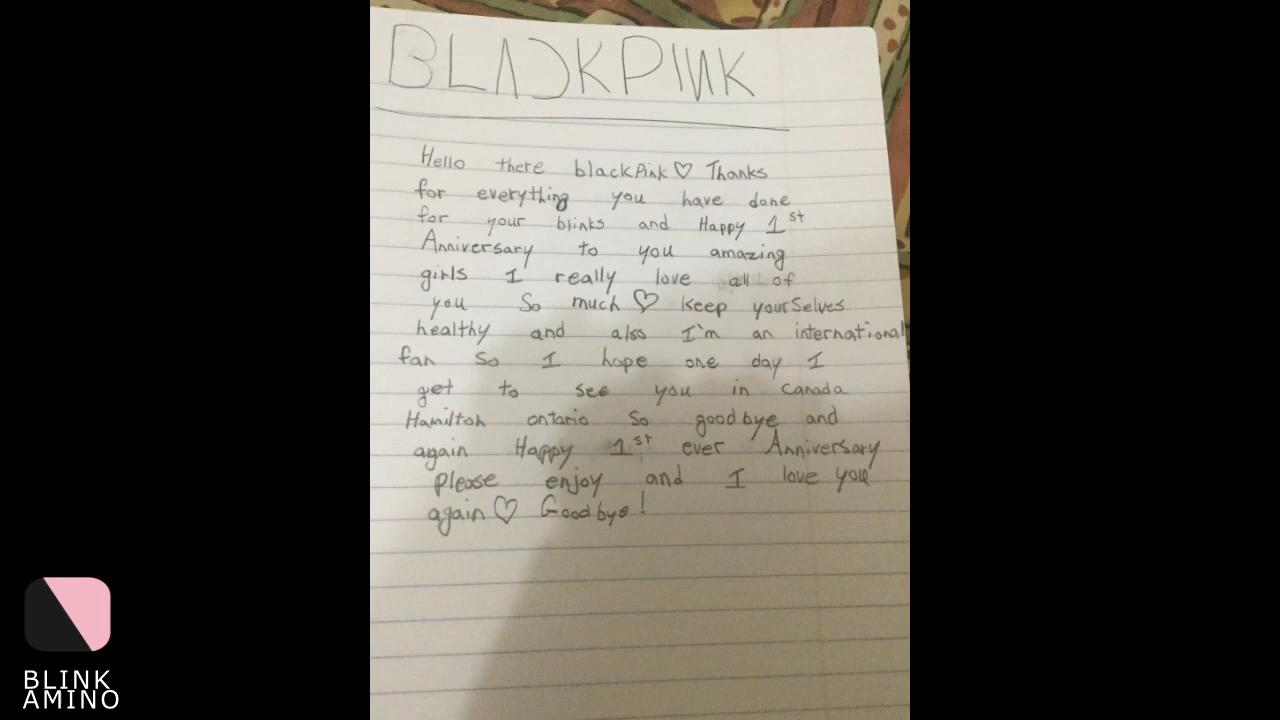 BLACKPINK
Hello there blackpink♡ Thanks
for everything you have done
for your blinks and Happy 1st
Anniversary to you amazing
girls I really love all of
you So much♡ keep yourSelves
healthy and also I'm an international
fan So I hope one day I
get to see you in Canada
Hamilton ontario So goodbye and
again Happy 1st ever Anniversary
please enjoy and I love you
again♡ Goodbye!
BLINK
AMINO